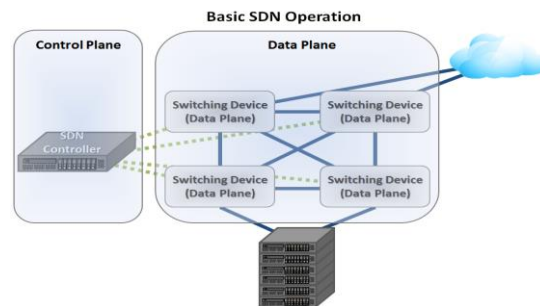 Basic SDN Operation
Control Plane
Data Plane
SDN
Controller
Switching Device
(Data Plane)
Switching Device
(Data Plane)
Switching Device
(Data Plane)
Switching Device
(Data Plane)